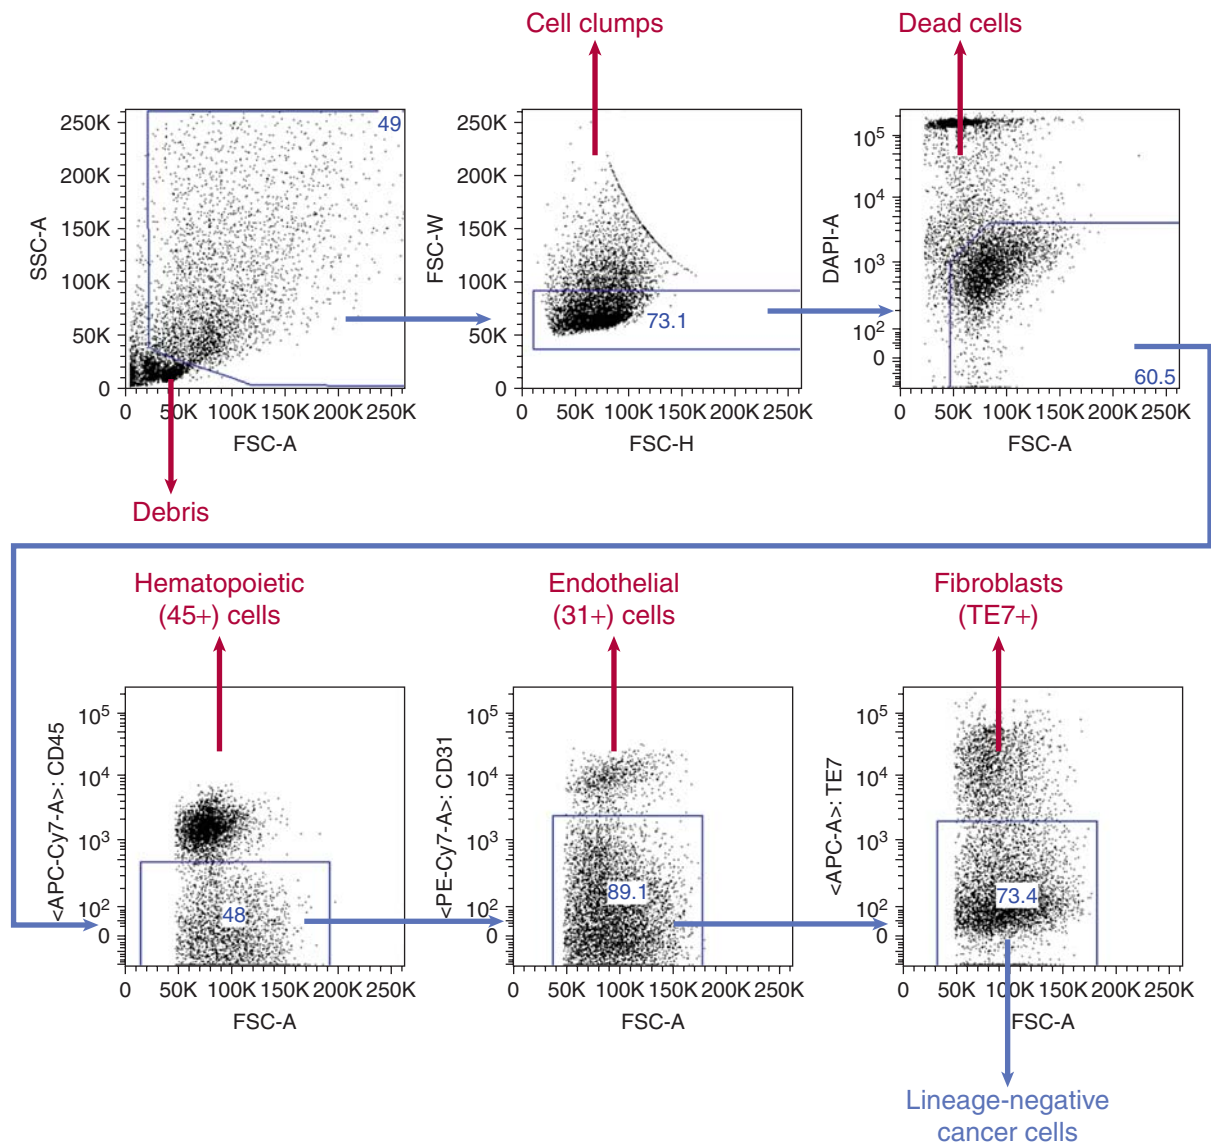 Cell clumps
Dead cells
250K
200K
150K
100K
50K
0
SSC-A
49
0 50K 100K 150K 200K 250K
FSC-A
Debris
250K
200K
150K
100K
50K
0
FSC-W
73.1
0 50K 100K 150K 200K 250K
FSC-H
10^5
10^4
10^3
10^2
0
DAPI-A
60.5
0 50K 100K 150K 200K 250K
FSC-A
Hematopoietic
(45+) cells
Endothelial
(31+) cells
Fibroblasts
(TE7+)
10^5
10^4
10^3
10^2
0
<APC-Cy7-A>: CD45
48
0 50K 100K 150K 200K 250K
FSC-A
10^5
10^4
10^3
10^2
0
<PE-Cy7-A>: CD31
89.1
0 50K 100K 150K 200K 250K
FSC-A
10^5
10^4
10^3
10^2
0
<APC-A>: TE7
73.4
0 50K 100K 150K 200K 250K
FSC-A
Lineage-negative
cancer cells